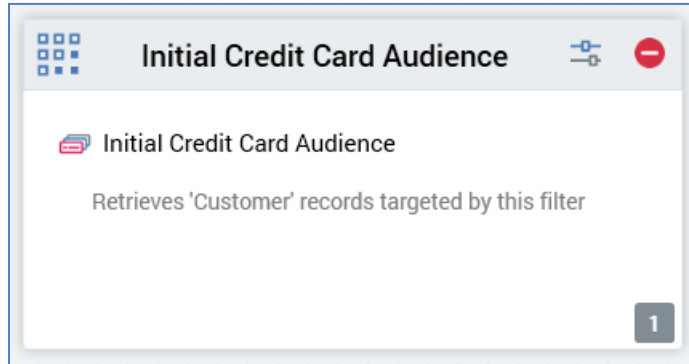 Initial Credit Card Audience
Initial Credit Card Audience
Retrieves 'Customer' records targeted by this filter
1